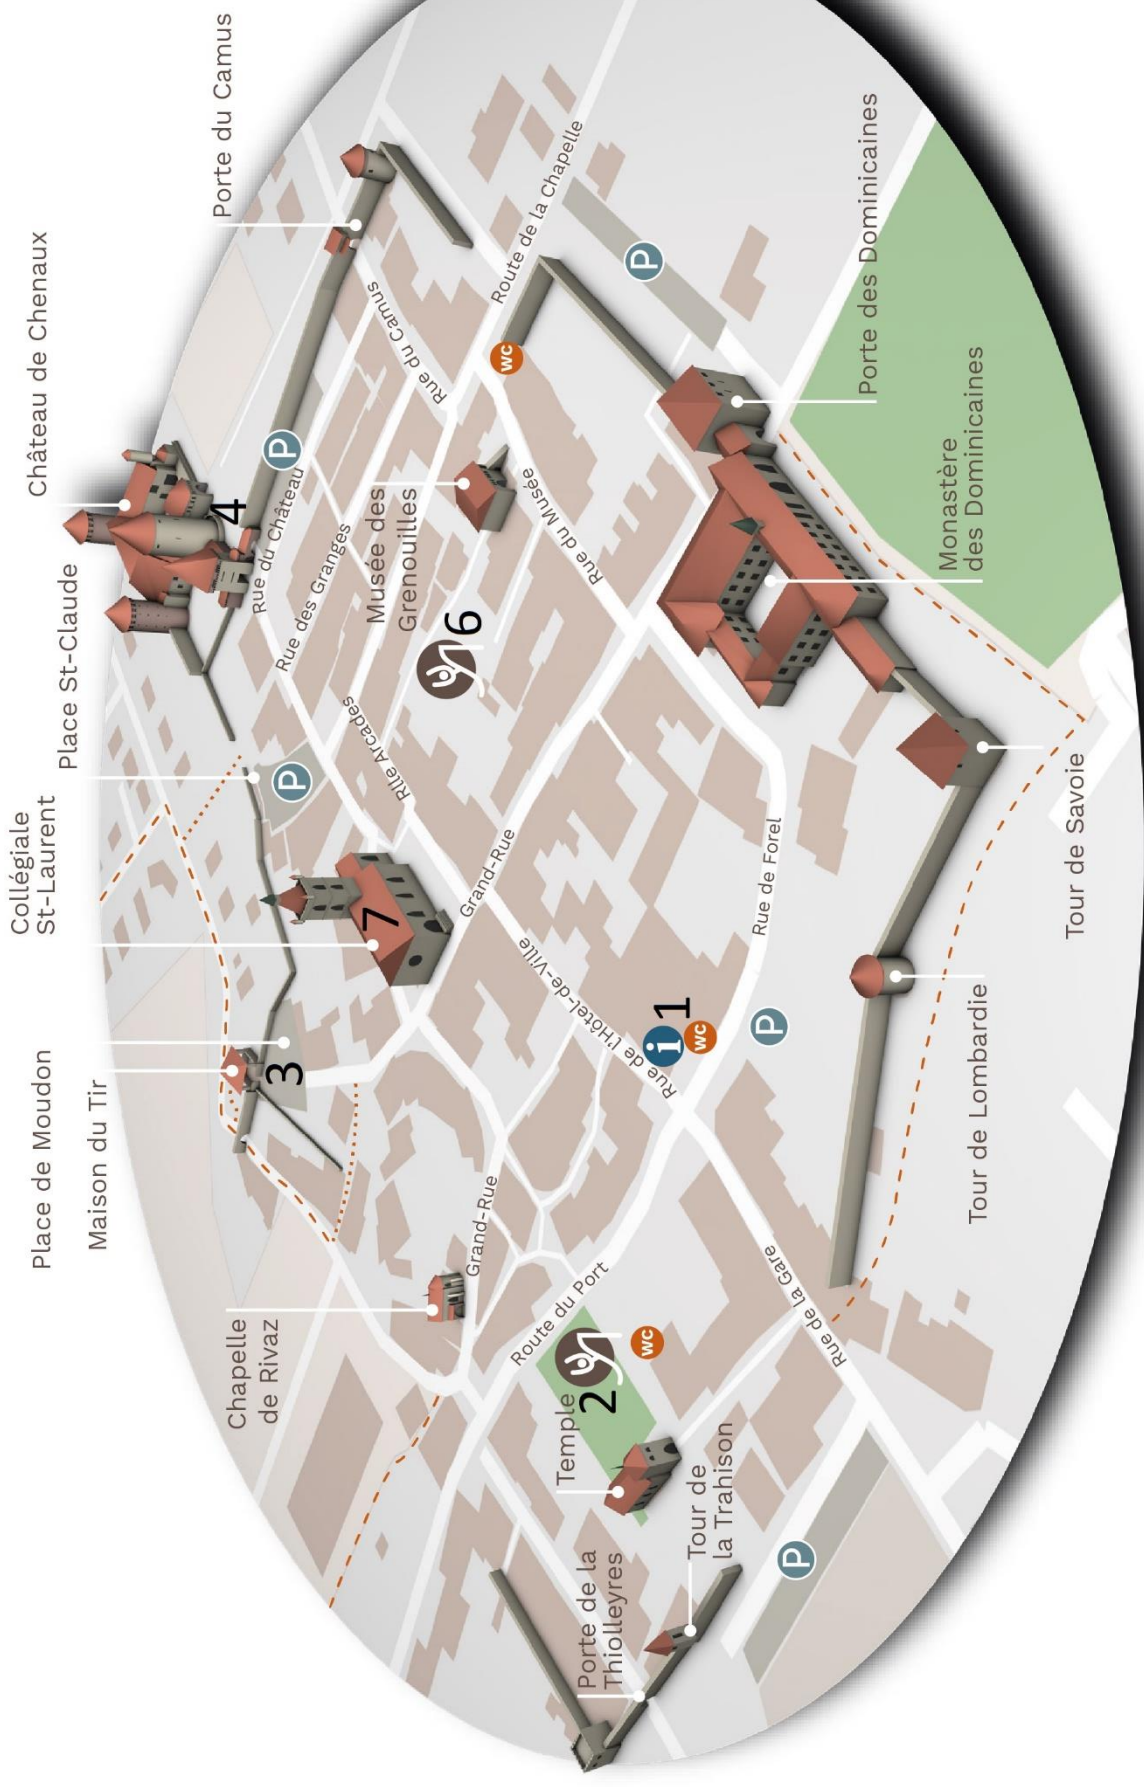 Place de Moudon
Maison du Tir
Collégiale
St-Laurent
Place St-Claude
Château de Chenaux
Porte du Camus
Chapelle
de Rivaz
3
P
4
P
Rue du Château
Rue des Granges
Rue du Camus
Rlle Arcades
7
Musée des
Grenouilles
6
Grand-Rue
Grand-Rue
Route de la Chapelle
wc
Rue du Musée
Route du Port
Rue de l'Hôtel-de-Ville
Temple
2
wc
i
1
wc
P
Porte de la
Thiolleyres
Tour de
la Trahison
Rue de la Gare
Rue de Forel
P
P
Porte des Dominicaines
Monastère
des Dominicaines
Tour de Lombardie
Tour de Savoie